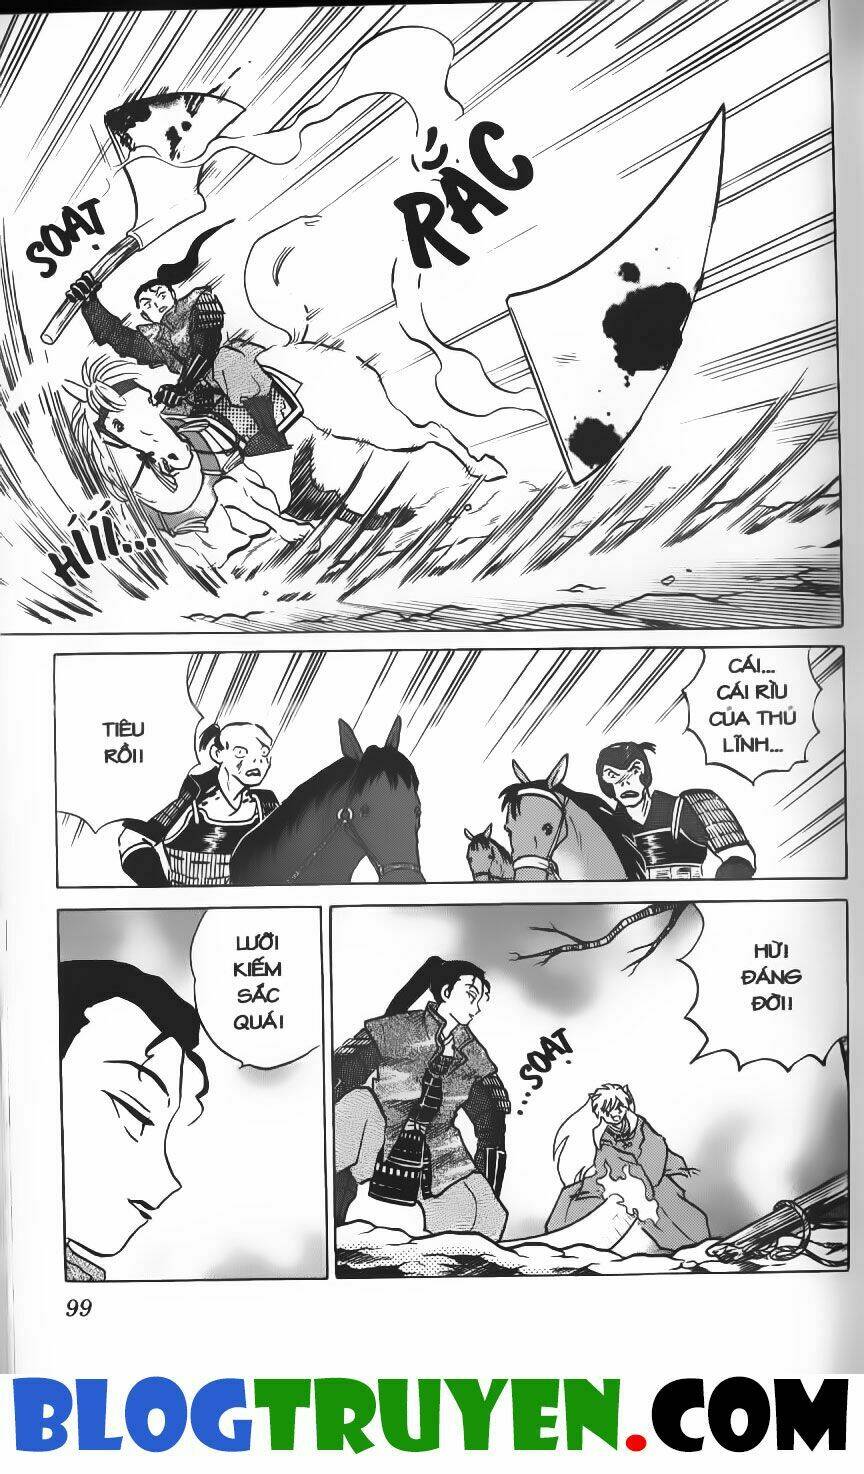 RẮC
SOẠT
HÍÍÍ...
CÁI...
CÁI RÌU
CỦA THỦ
LĨNH...
TIÊU
RỒI!
HỪ!
ĐÁNG
ĐỜI!
...SOẠT
LƯỠI
KIẾM
SẮC
QUÁ!
99
BLOGTRUYEN.COM